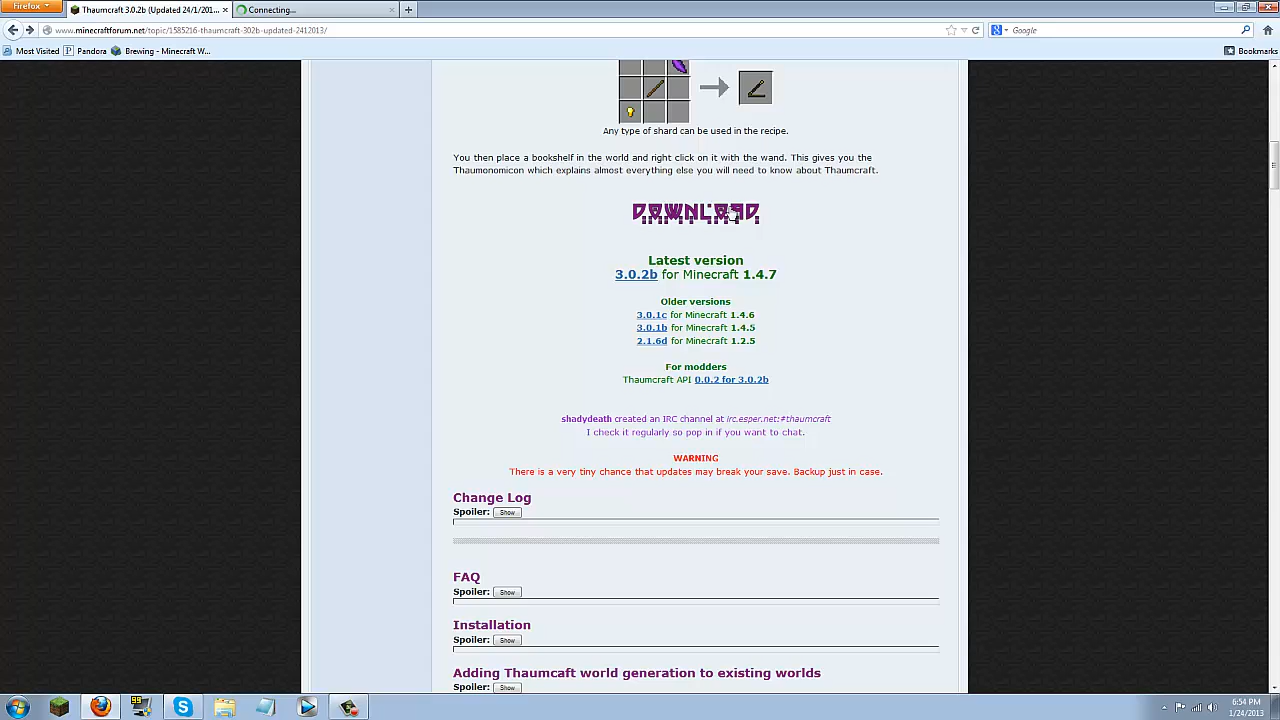 Firefox
Thaumcraft 3.0.2b (Updated 24/1/201...
Connecting...
www.minecraftforum.net/topic/1585216-thaumcraft-302b-updated-2412013/
Google
Most Visited
Pandora
Brewing - Minecraft W...
Bookmarks
Any type of shard can be used in the recipe.
You then place a bookshelf in the world and right click on it with the wand. This gives you the
Thaumonomicon which explains almost everything else you will need to know about Thaumcraft.
DOWNLOAD
Latest version
3.0.2b for Minecraft 1.4.7
Older versions
3.0.1c for Minecraft 1.4.6
3.0.1b for Minecraft 1.4.5
2.1.6d for Minecraft 1.2.5
For modders
Thaumcraft API 0.0.2 for 3.0.2b
shadydeath created an IRC channel at irc.esper.net:#thaumcraft
I check it regularly so pop in if you want to chat.
WARNING
There is a very tiny chance that updates may break your save. Backup just in case.
Change Log
Spoiler: Show
FAQ
Spoiler: Show
Installation
Spoiler: Show
Adding Thaumcaft world generation to existing worlds
Spoiler: Show
6:54 PM
1/24/2013